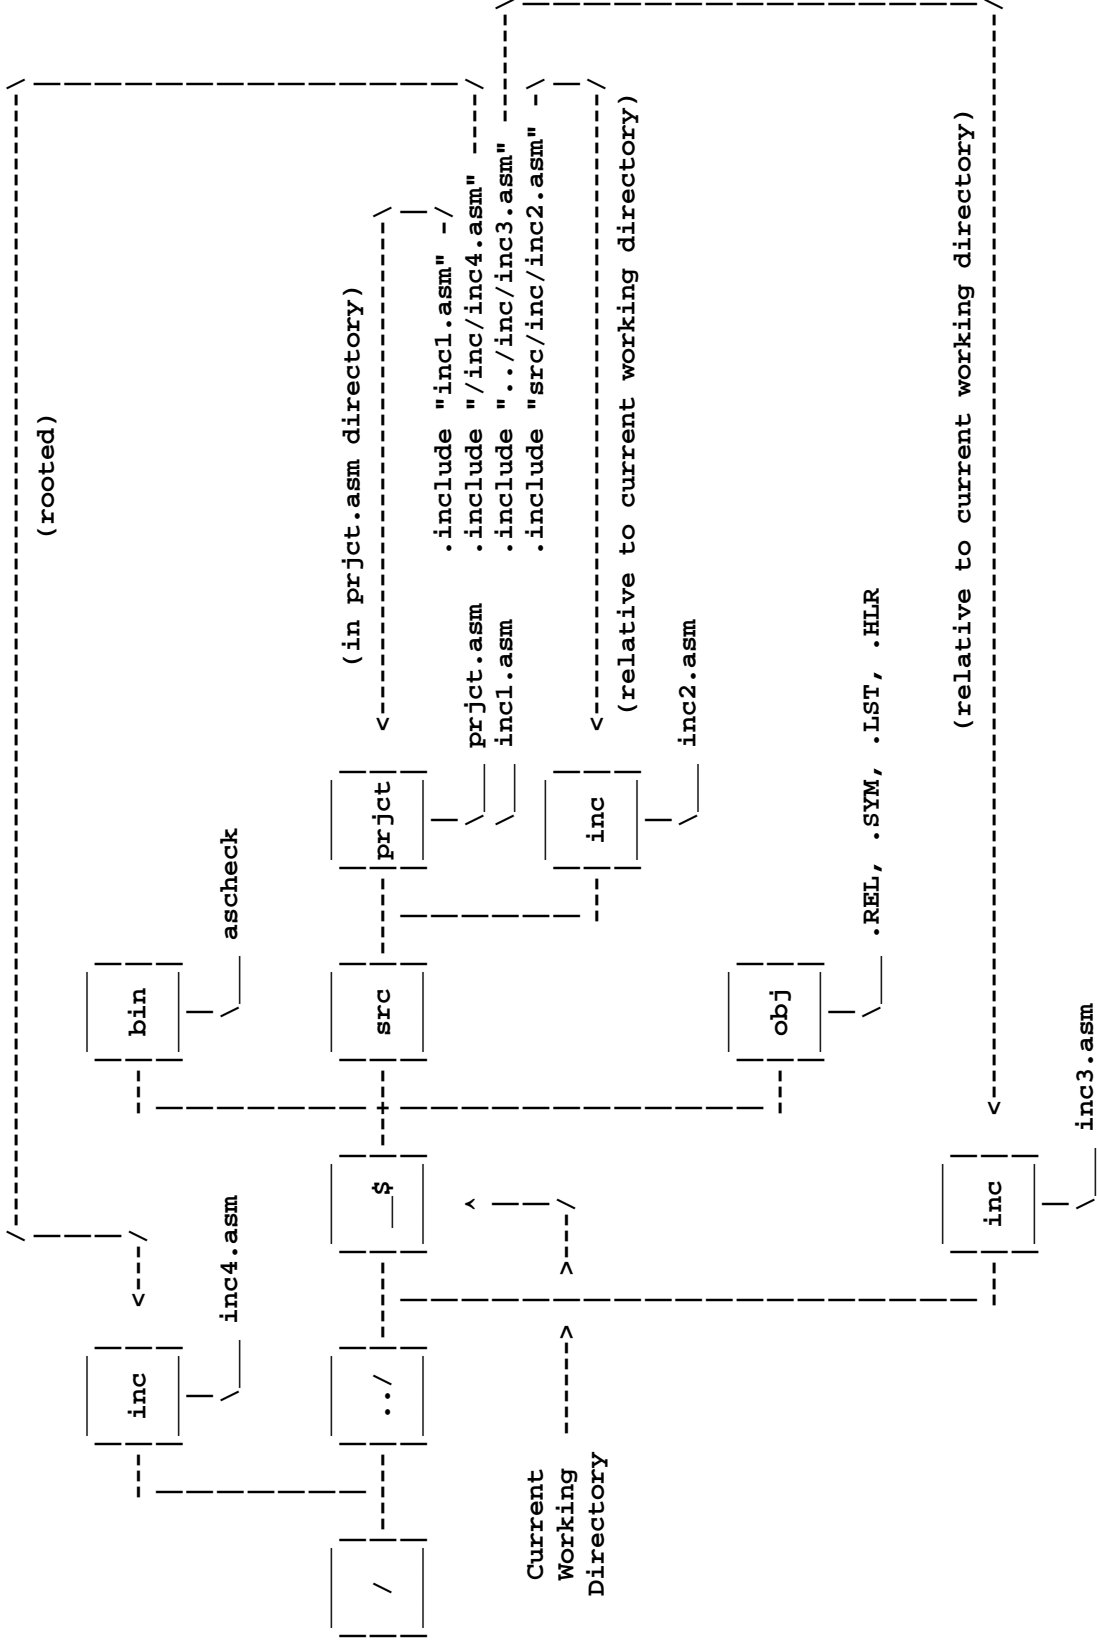 (rooted)
inc bin
inc4.asm ascheck
(in prjct.asm directory)
/ ../ _$ src prjct
.include "inc1.asm"
prjct.asm .include "/inc/inc4.asm"
inc1.asm .include "../inc/inc3.asm"
Current .include "src/inc/inc2.asm"
Working
Directory inc
(relative to current working directory)
inc2.asm
obj
.REL, .SYM, .LST, .HLR
(relative to current working directory)
inc
inc3.asm